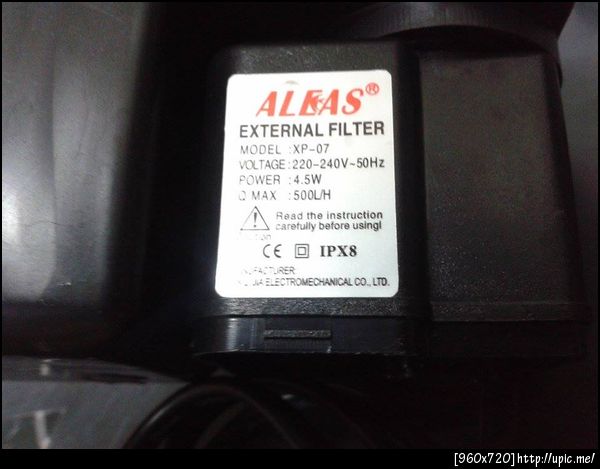 ALEAS®
EXTERNAL FILTER
MODEL :XP-07
VOLTAGE:220-240V~50Hz
POWER :4.5W
Q MAX :500L/H
Read the instruction
carefully before using!
CE IPX8
ELECTROMECHANICAL CO., LTD.
[960x720]http://upic.me/